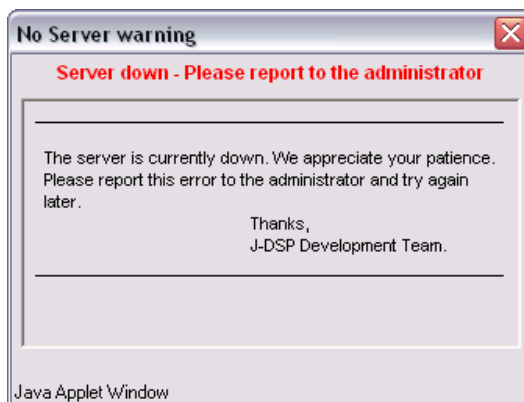 No Server warning
Server down - Please report to the administrator
The server is currently down. We appreciate your patience.
Please report this error to the administrator and try again
later.
Thanks,
J-DSP Development Team.
Java Applet Window